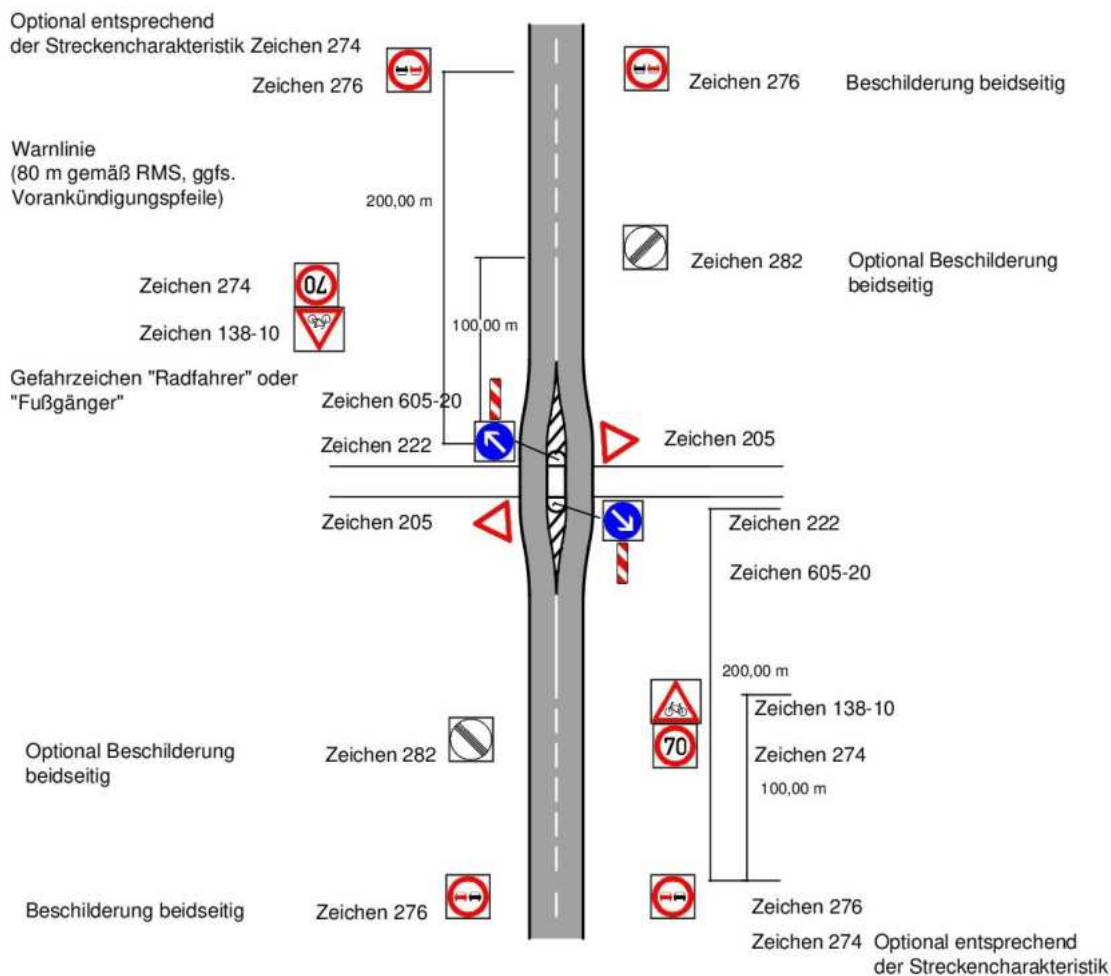 Optional entsprechend
der Streckencharakteristik Zeichen 274
Zeichen 276
Zeichen 276
Beschilderung beidseitig
Warnlinie
(80 m gemäß RMS, ggfs.
Vorankündigungspfeile)
200,00 m
Zeichen 282
Optional Beschilderung
beidseitig
Zeichen 274
70
100,00 m
Zeichen 138-10
Gefahrzeichen "Radfahrer" oder
"Fußgänger"
Zeichen 605-20
Zeichen 222
Zeichen 205
Zeichen 205
Zeichen 222
Zeichen 605-20
200,00 m
Zeichen 138-10
70
Zeichen 274
100,00 m
Optional Beschilderung
beidseitig
Zeichen 282
Beschilderung beidseitig
Zeichen 276
Zeichen 276
Zeichen 274 Optional entsprechend
der Streckencharakteristik